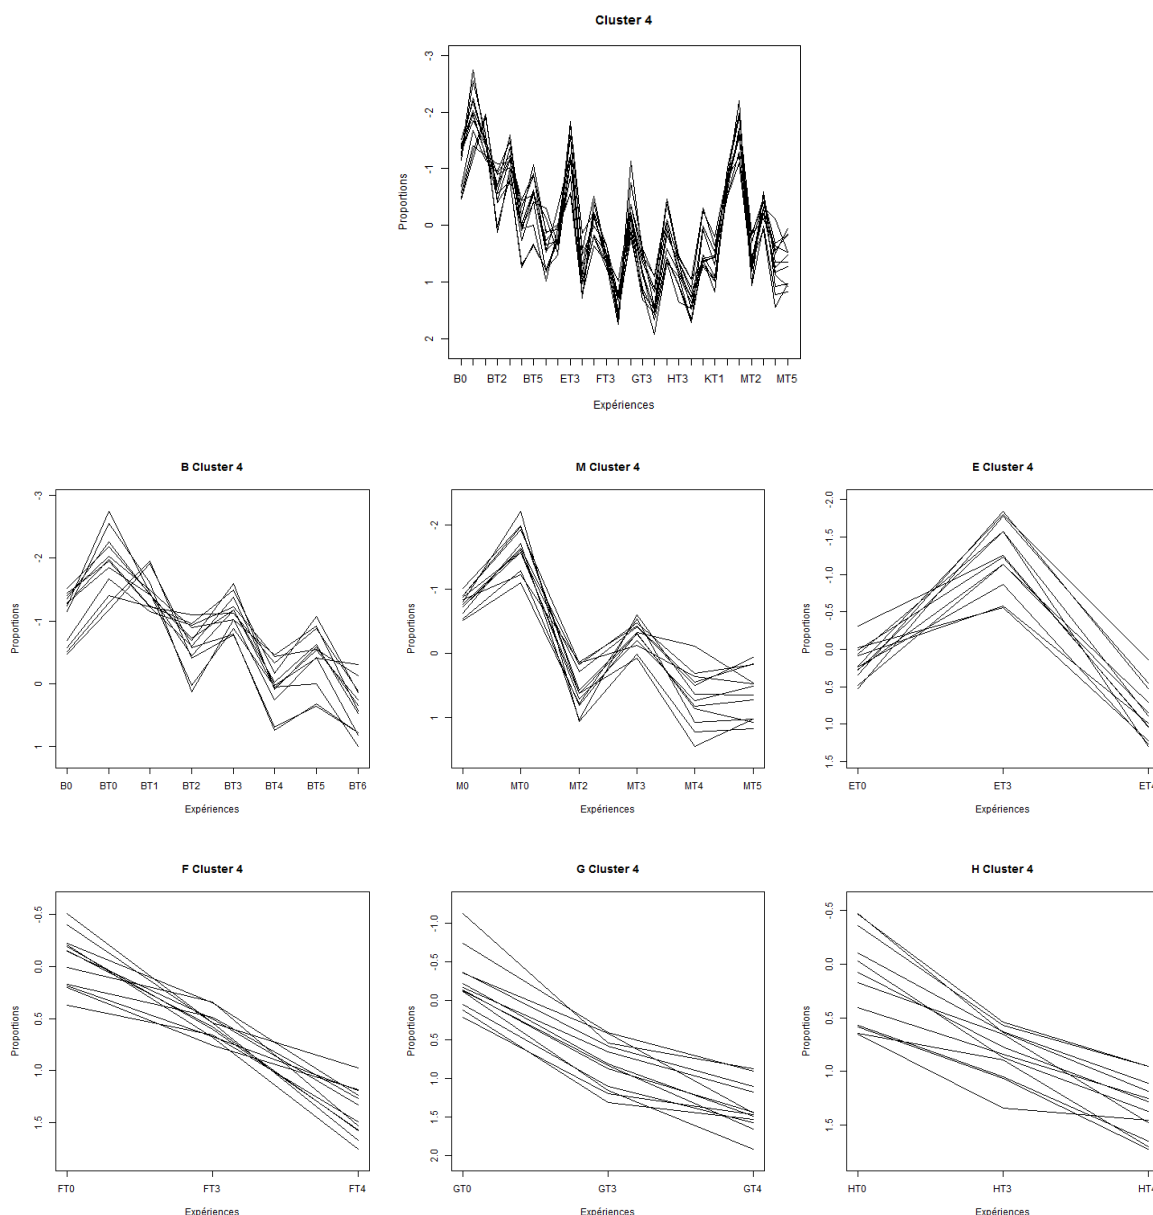 Cluster 4
Proportions
-3
-2
-1
0
1
2
B0 BT2 BT5 ET3 FT3 GT3 HT3 KT1 MT2 MT5
Expériences
B Cluster 4
Proportions
-3
-2
-1
0
1
B0 BT0 BT1 BT2 BT3 BT4 BT5 BT6
Expériences
M Cluster 4
Proportions
-2
-1
0
1
M0 MT0 MT2 MT3 MT4 MT5
Expériences
E Cluster 4
Proportions
-2.0
-1.5
-1.0
-0.5
0.0
0.5
1.0
1.5
ET0 ET3 ET4
Expériences
F Cluster 4
Proportions
-0.5
0.0
0.5
1.0
1.5
FT0 FT3 FT4
Expériences
G Cluster 4
Proportions
-1.0
-0.5
0.0
0.5
1.0
1.5
2.0
GT0 GT3 GT4
Expériences
H Cluster 4
Proportions
-0.5
0.0
0.5
1.0
1.5
HT0 HT3 HT4
Expériences